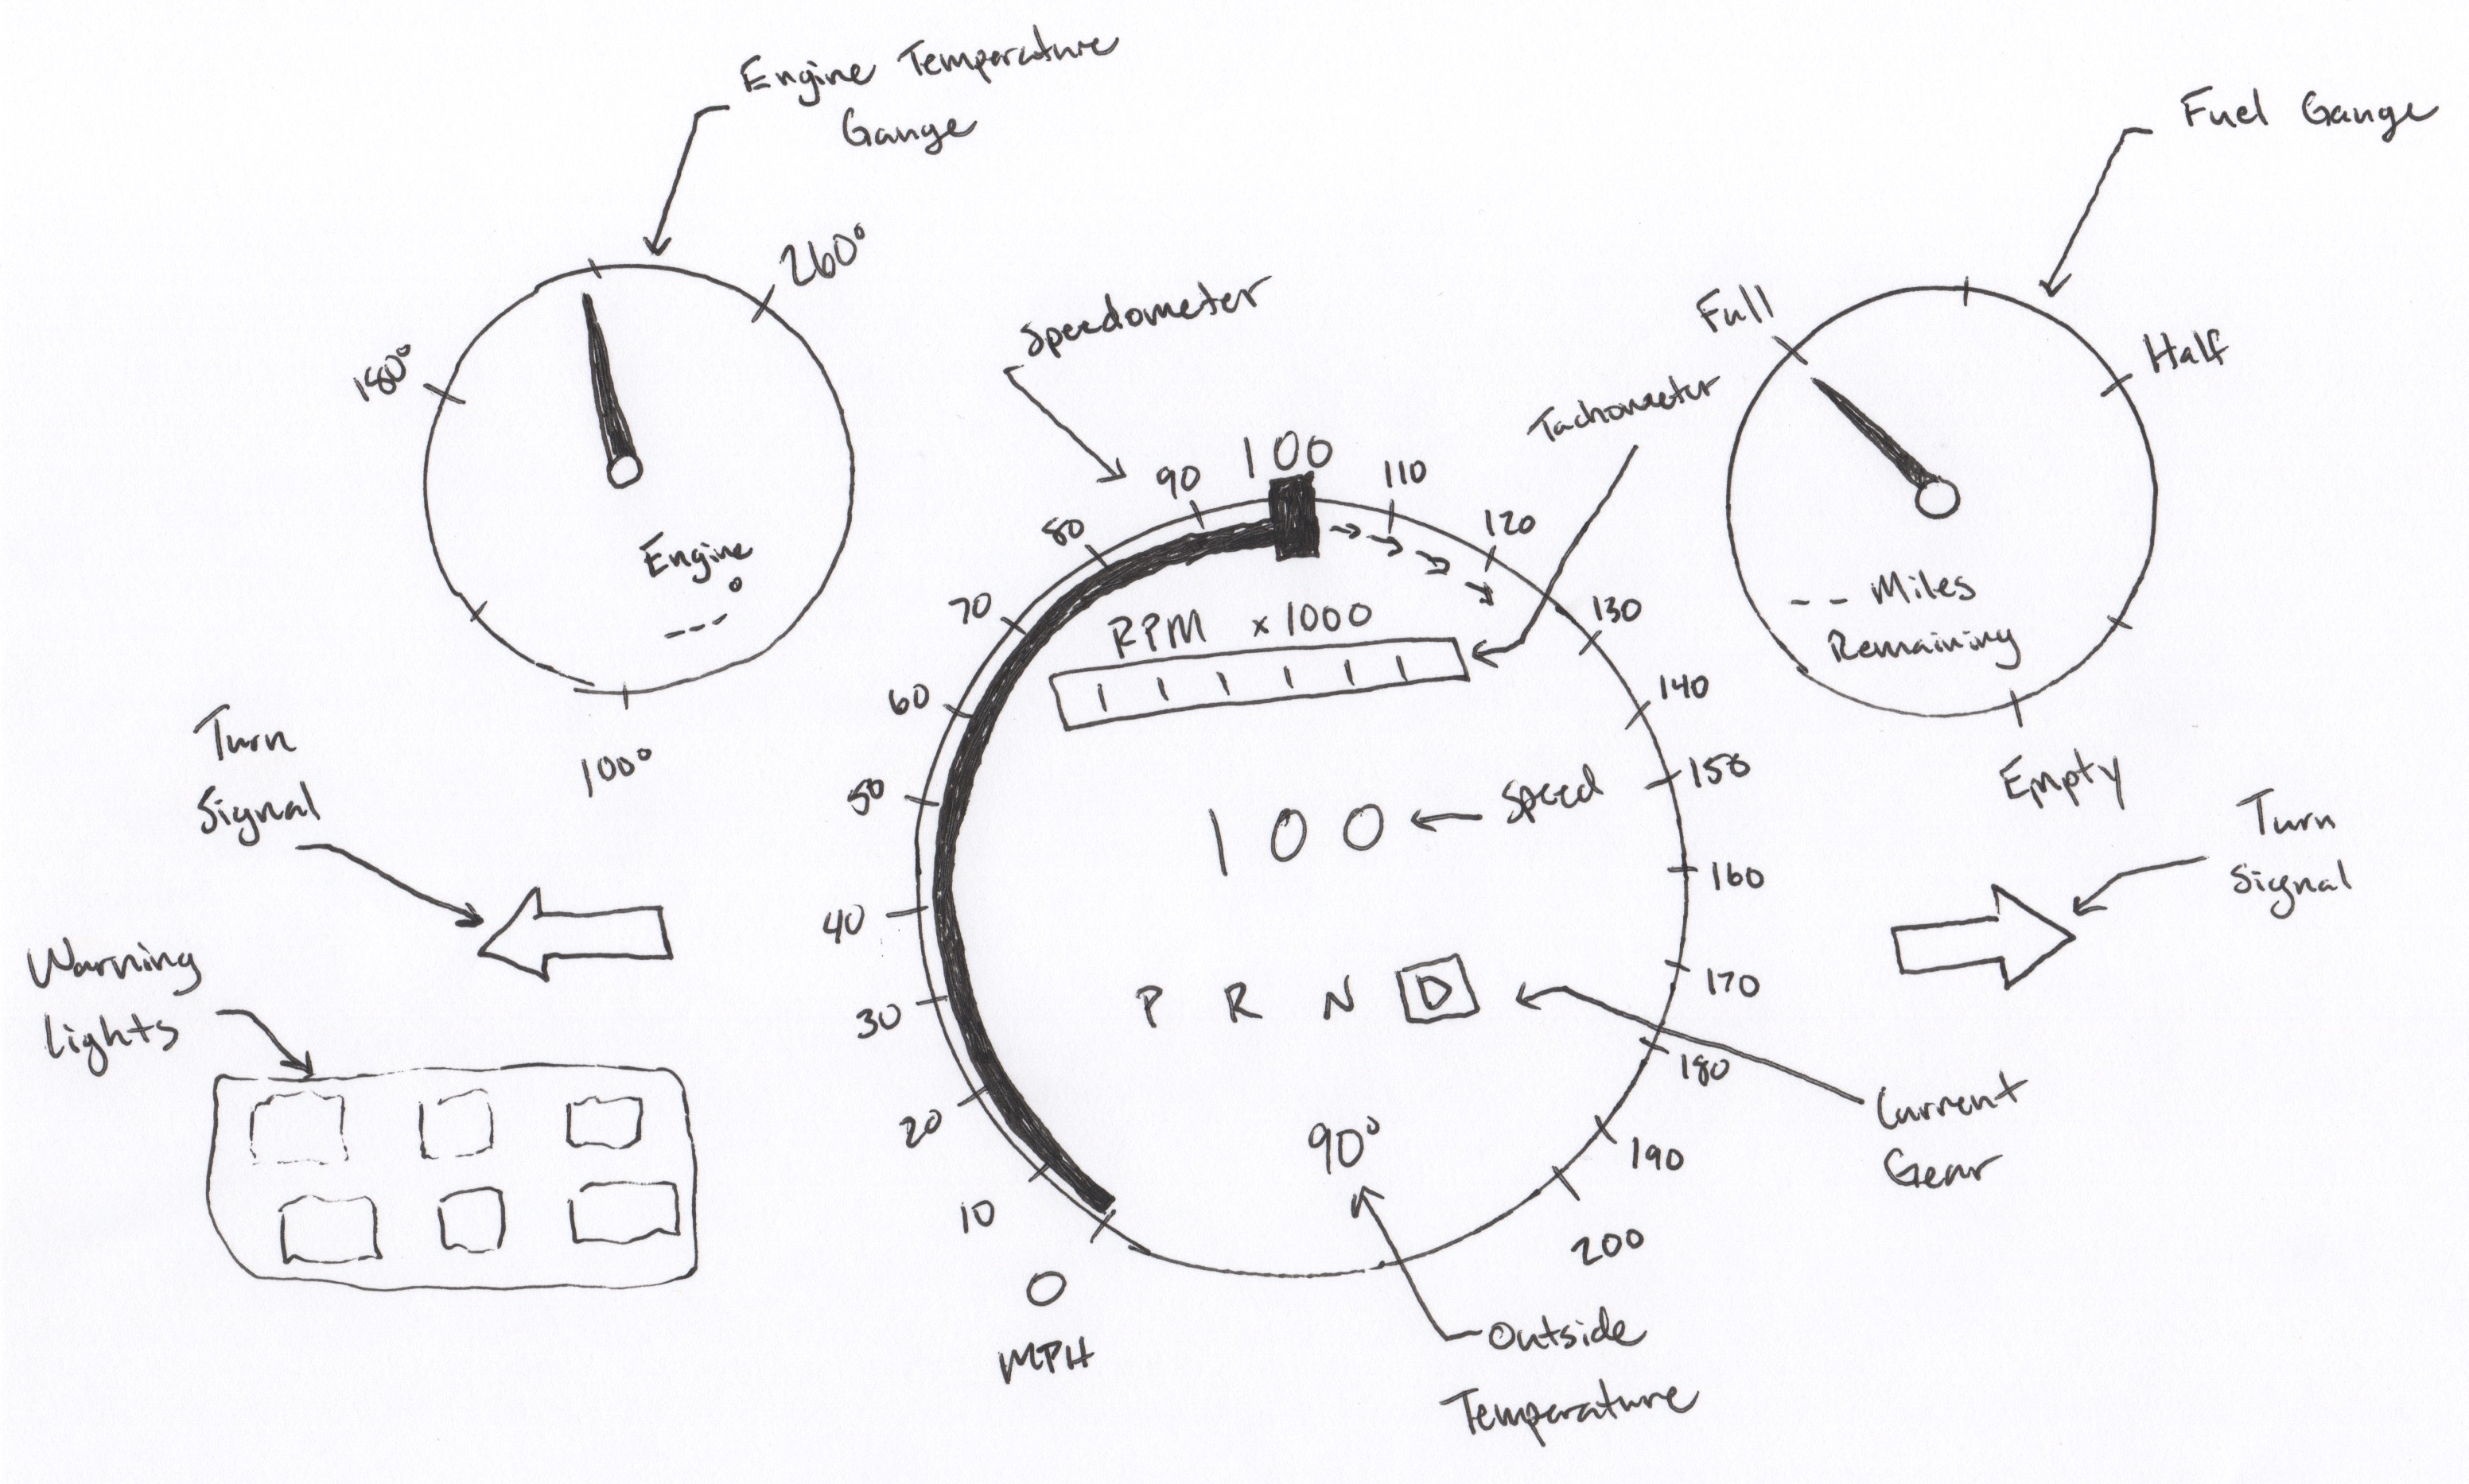 Engine Temperature
Gauge
Fuel Gauge
260°
180°
100°
Engine
°
---
Speedometer
Tachometer
Full
Half
-- Miles
Remaining
Empty
100
90
110
80
120
70
130
60
140
50
150
40
160
30
170
20
180
10
190
0
200
MPH
RPM x1000
100
Speed
P R N D
90°
Turn
Signal
Turn
Signal
Warning
Lights
Current
Gear
Outside
Temperature